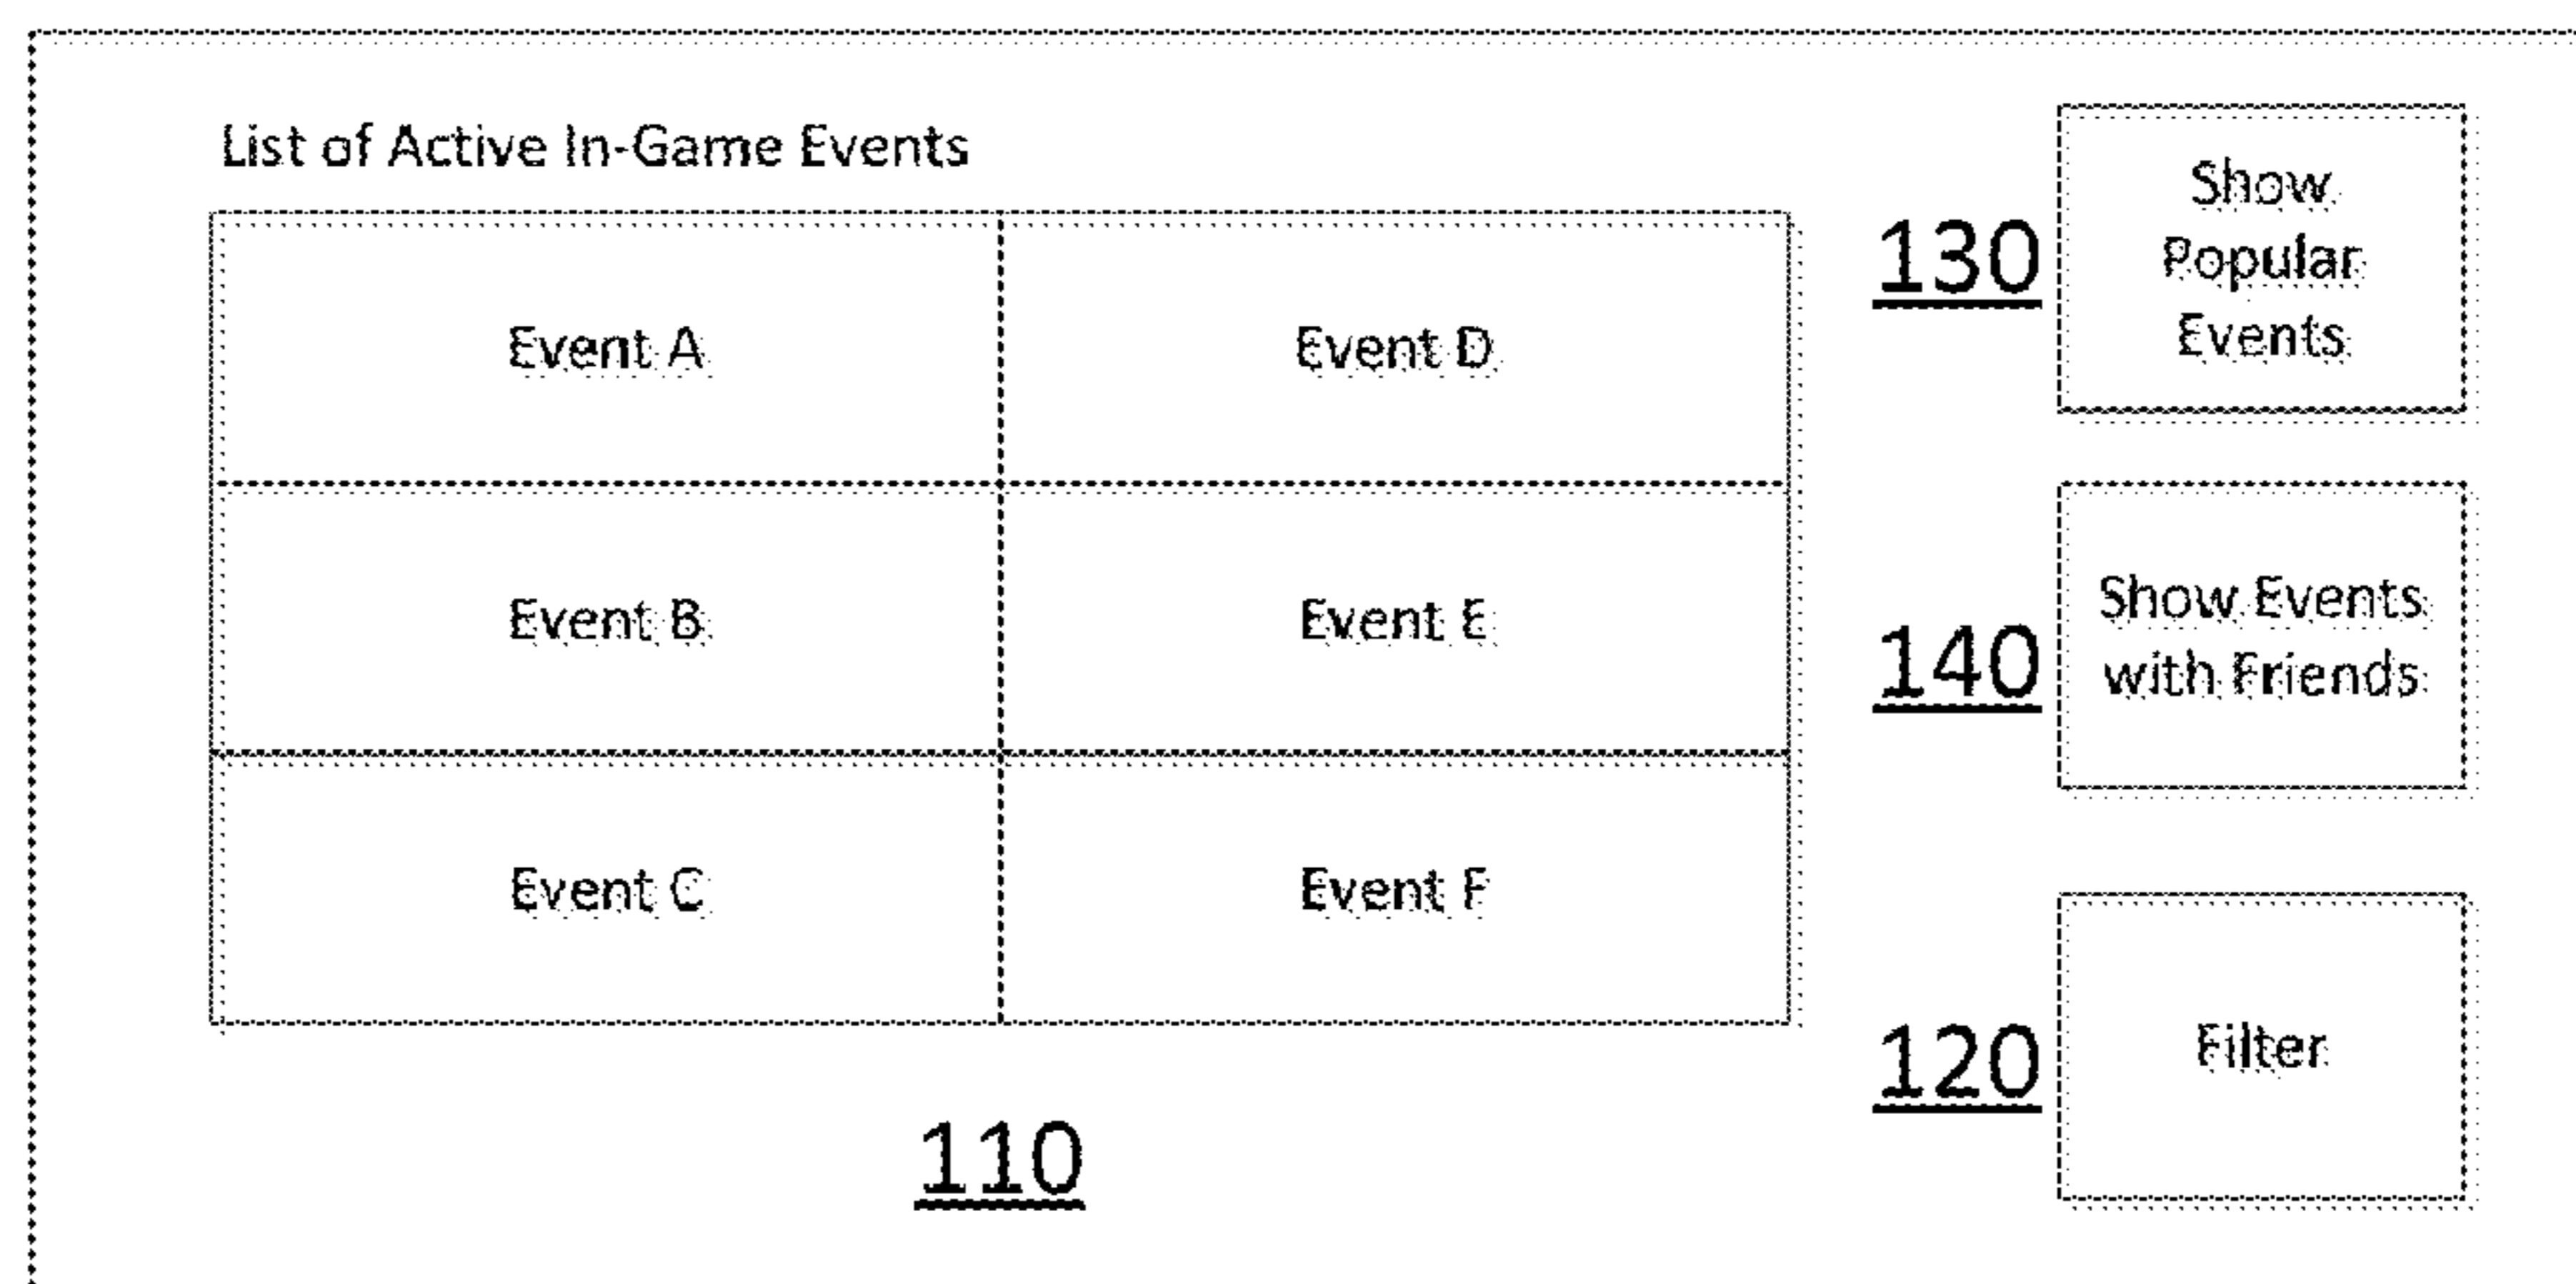 List of Active In-Game Events
Event A
Event D
Event B
Event E
Event C
Event F
110
130
Show
Popular
Events
140
Show Events
with Friends
120
Filter